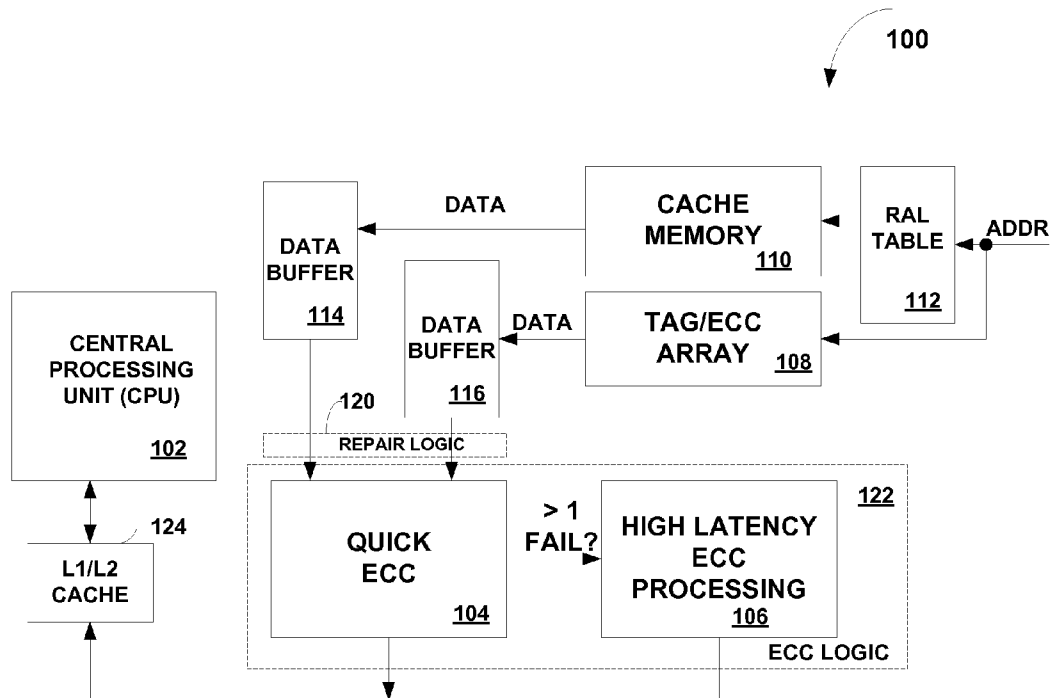 100
DATA
CACHE
MEMORY
110
RAL
TABLE
112
ADDR
DATA
BUFFER
114
DATA
BUFFER
116
DATA
TAG/ECC
ARRAY
108
CENTRAL
PROCESSING
UNIT (CPU)
102
120
REPAIR LOGIC
124
L1/L2
CACHE
QUICK
ECC
104
> 1
FAIL?
HIGH LATENCY
ECC
PROCESSING
106
122
ECC LOGIC